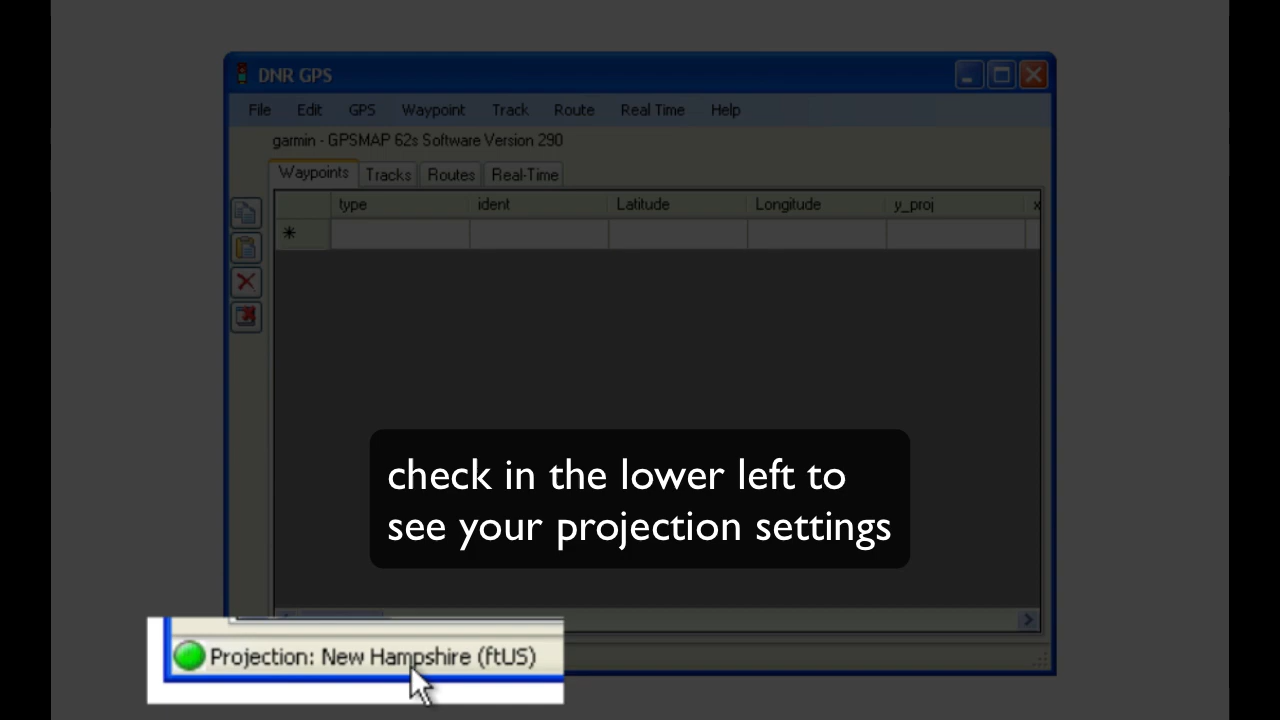 DNR GPS
File Edit GPS Waypoint Track Route Real Time Help
garmin - GPSMAP 62s Software Version 290
Waypoints Tracks Routes Real-Time
type ident Latitude Longitude y_proj x
check in the lower left to
see your projection settings
Projection: New Hampshire (ftUS)